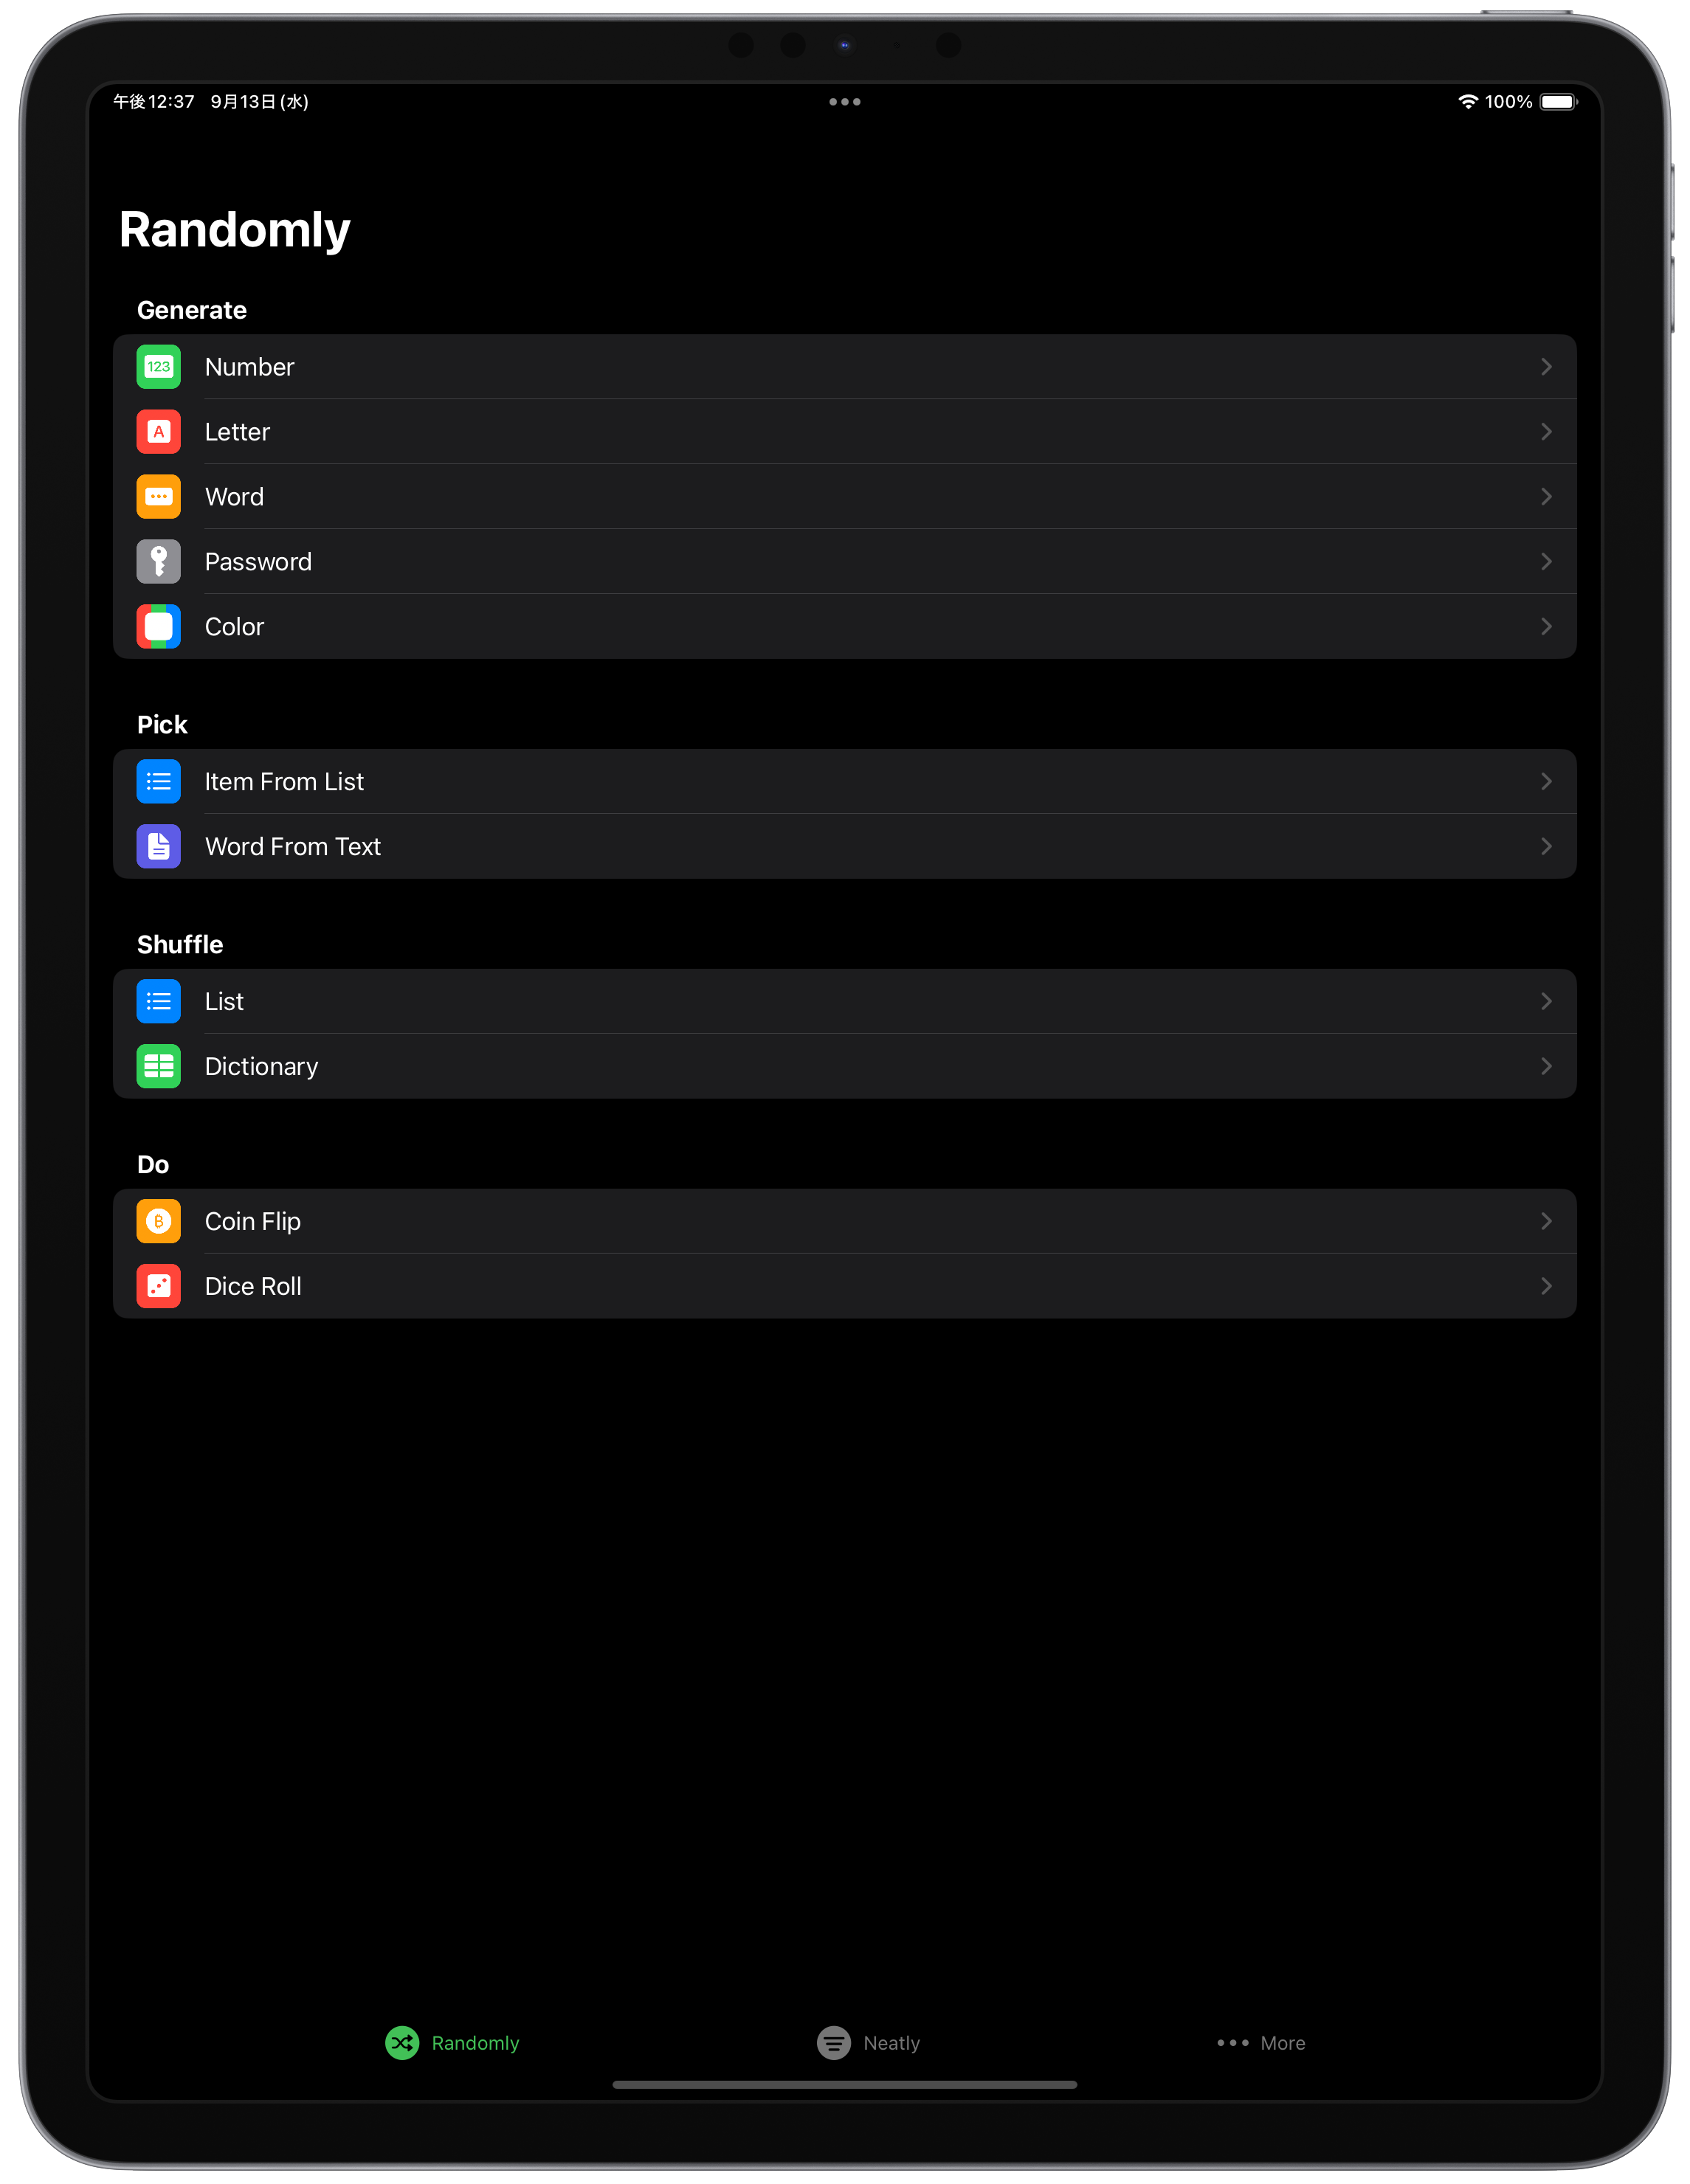 午後12:37 9月13日(水)
100%
Randomly
Generate
123 Number
A Letter
Word
Password
Color
Pick
Item From List
Word From Text
Shuffle
List
Dictionary
Do
Coin Flip
Dice Roll
Randomly
Neatly
More